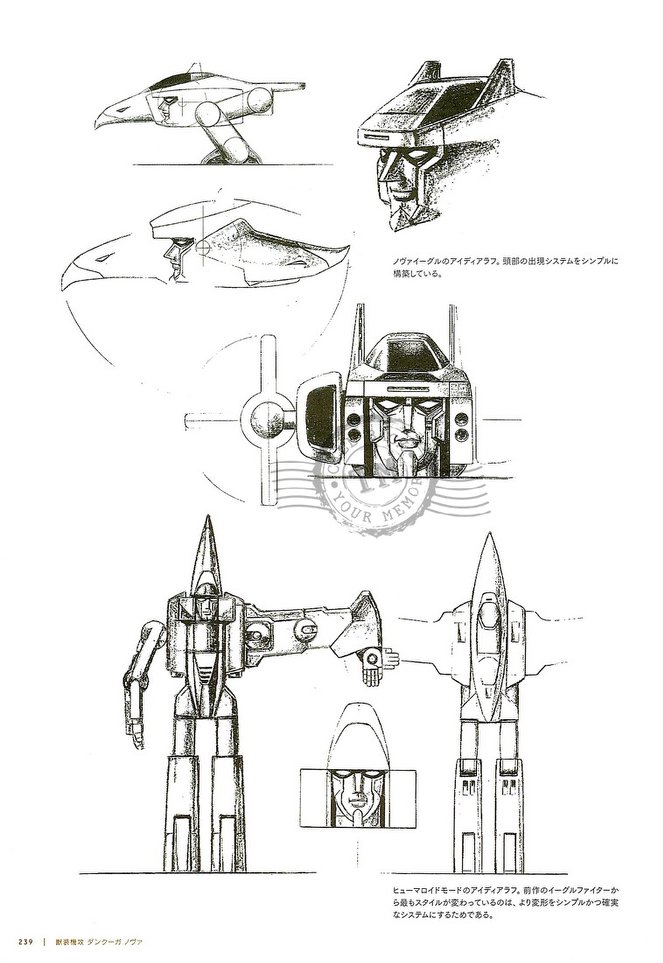 ノヴァイーグルのアイディアラフ。頭部の出現システムをシンプルに
構築している。
YOUR MEMOR
ヒューマロイドモードのアイディアラフ。前作のイーグルファイターか
ら最もスタイルが変わっているのは、より変形をシンプルかつ確実
なシステムにするためである。
239 | 獣装機攻 ダンクーガ ノヴァ